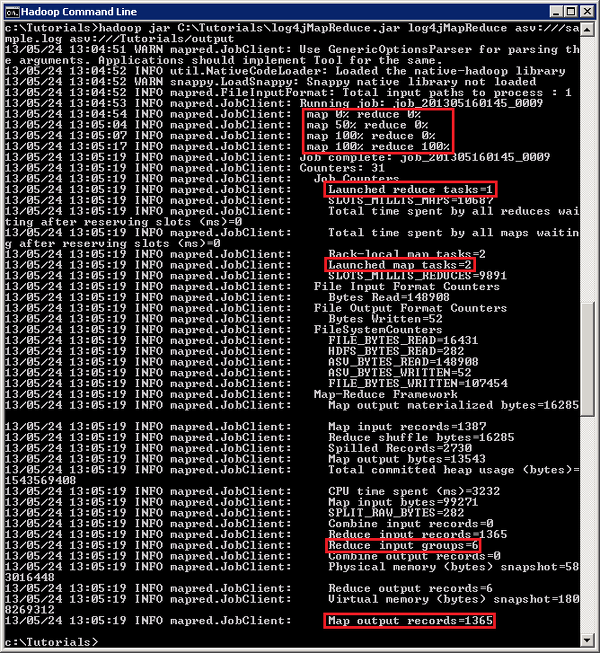 Hadoop Command Line
c:\Tutorials>hadoop jar C:\Tutorials\log4jMapReduce.jar log4jMapReduce asv:///sa
mple.log asv:///Tutorials/output
13/05/24 13:04:51 WARN mapred.JobClient: Use GenericOptionsParser for parsing th
e arguments. Applications should implement Tool for the same.
13/05/24 13:04:52 INFO util.NativeCodeLoader: Loaded the native-hadoop library
13/05/24 13:04:52 WARN snappy.LoadSnappy: Snappy native library not loaded
13/05/24 13:04:52 INFO mapred.FileInputFormat: Total input paths to process : 1
13/05/24 13:04:53 INFO mapred.JobClient: Running job: job_201305160145_0009
13/05/24 13:04:54 INFO mapred.JobClient:  map 0% reduce 0%
13/05/24 13:05:04 INFO mapred.JobClient:  map 50% reduce 0%
13/05/24 13:05:07 INFO mapred.JobClient:  map 100% reduce 0%
13/05/24 13:05:17 INFO mapred.JobClient:  map 100% reduce 100%
13/05/24 13:05:19 INFO mapred.JobClient: Job complete: job_201305160145_0009
13/05/24 13:05:19 INFO mapred.JobClient: Counters: 31
13/05/24 13:05:19 INFO mapred.JobClient:   Job Counters
13/05/24 13:05:19 INFO mapred.JobClient:     Launched reduce tasks=1
13/05/24 13:05:19 INFO mapred.JobClient:     SLOTS_MILLIS_MAPS=10687
13/05/24 13:05:19 INFO mapred.JobClient:     Total time spent by all reduces wai
ting after reserving slots (ms)=0
13/05/24 13:05:19 INFO mapred.JobClient:     Total time spent by all maps waitin
g after reserving slots (ms)=0
13/05/24 13:05:19 INFO mapred.JobClient:     Rack-local map tasks=2
13/05/24 13:05:19 INFO mapred.JobClient:     Launched map tasks=2
13/05/24 13:05:19 INFO mapred.JobClient:     SLOTS_MILLIS_REDUCES=9891
13/05/24 13:05:19 INFO mapred.JobClient:   File Input Format Counters
13/05/24 13:05:19 INFO mapred.JobClient:     Bytes Read=148908
13/05/24 13:05:19 INFO mapred.JobClient:   File Output Format Counters
13/05/24 13:05:19 INFO mapred.JobClient:     Bytes Written=52
13/05/24 13:05:19 INFO mapred.JobClient:   FileSystemCounters
13/05/24 13:05:19 INFO mapred.JobClient:     FILE_BYTES_READ=16431
13/05/24 13:05:19 INFO mapred.JobClient:     HDFS_BYTES_READ=282
13/05/24 13:05:19 INFO mapred.JobClient:     ASV_BYTES_READ=148908
13/05/24 13:05:19 INFO mapred.JobClient:     ASV_BYTES_WRITTEN=52
13/05/24 13:05:19 INFO mapred.JobClient:     FILE_BYTES_WRITTEN=107454
13/05/24 13:05:19 INFO mapred.JobClient:   Map-Reduce Framework
13/05/24 13:05:19 INFO mapred.JobClient:     Map output materialized bytes=16285
13/05/24 13:05:19 INFO mapred.JobClient:     Map input records=1387
13/05/24 13:05:19 INFO mapred.JobClient:     Reduce shuffle bytes=16285
13/05/24 13:05:19 INFO mapred.JobClient:     Spilled Records=2730
13/05/24 13:05:19 INFO mapred.JobClient:     Map output bytes=13543
13/05/24 13:05:19 INFO mapred.JobClient:     Total committed heap usage (bytes)=
1543569408
13/05/24 13:05:19 INFO mapred.JobClient:     CPU time spent (ms)=3232
13/05/24 13:05:19 INFO mapred.JobClient:     Map input bytes=99271
13/05/24 13:05:19 INFO mapred.JobClient:     SPLIT_RAW_BYTES=282
13/05/24 13:05:19 INFO mapred.JobClient:     Combine input records=0
13/05/24 13:05:19 INFO mapred.JobClient:     Reduce input records=1365
13/05/24 13:05:19 INFO mapred.JobClient:     Reduce input groups=6
13/05/24 13:05:19 INFO mapred.JobClient:     Combine output records=0
13/05/24 13:05:19 INFO mapred.JobClient:     Physical memory (bytes) snapshot=58
3016448
13/05/24 13:05:19 INFO mapred.JobClient:     Reduce output records=6
13/05/24 13:05:19 INFO mapred.JobClient:     Virtual memory (bytes) snapshot=180
8269312
13/05/24 13:05:19 INFO mapred.JobClient:     Map output records=1365
c:\Tutorials>